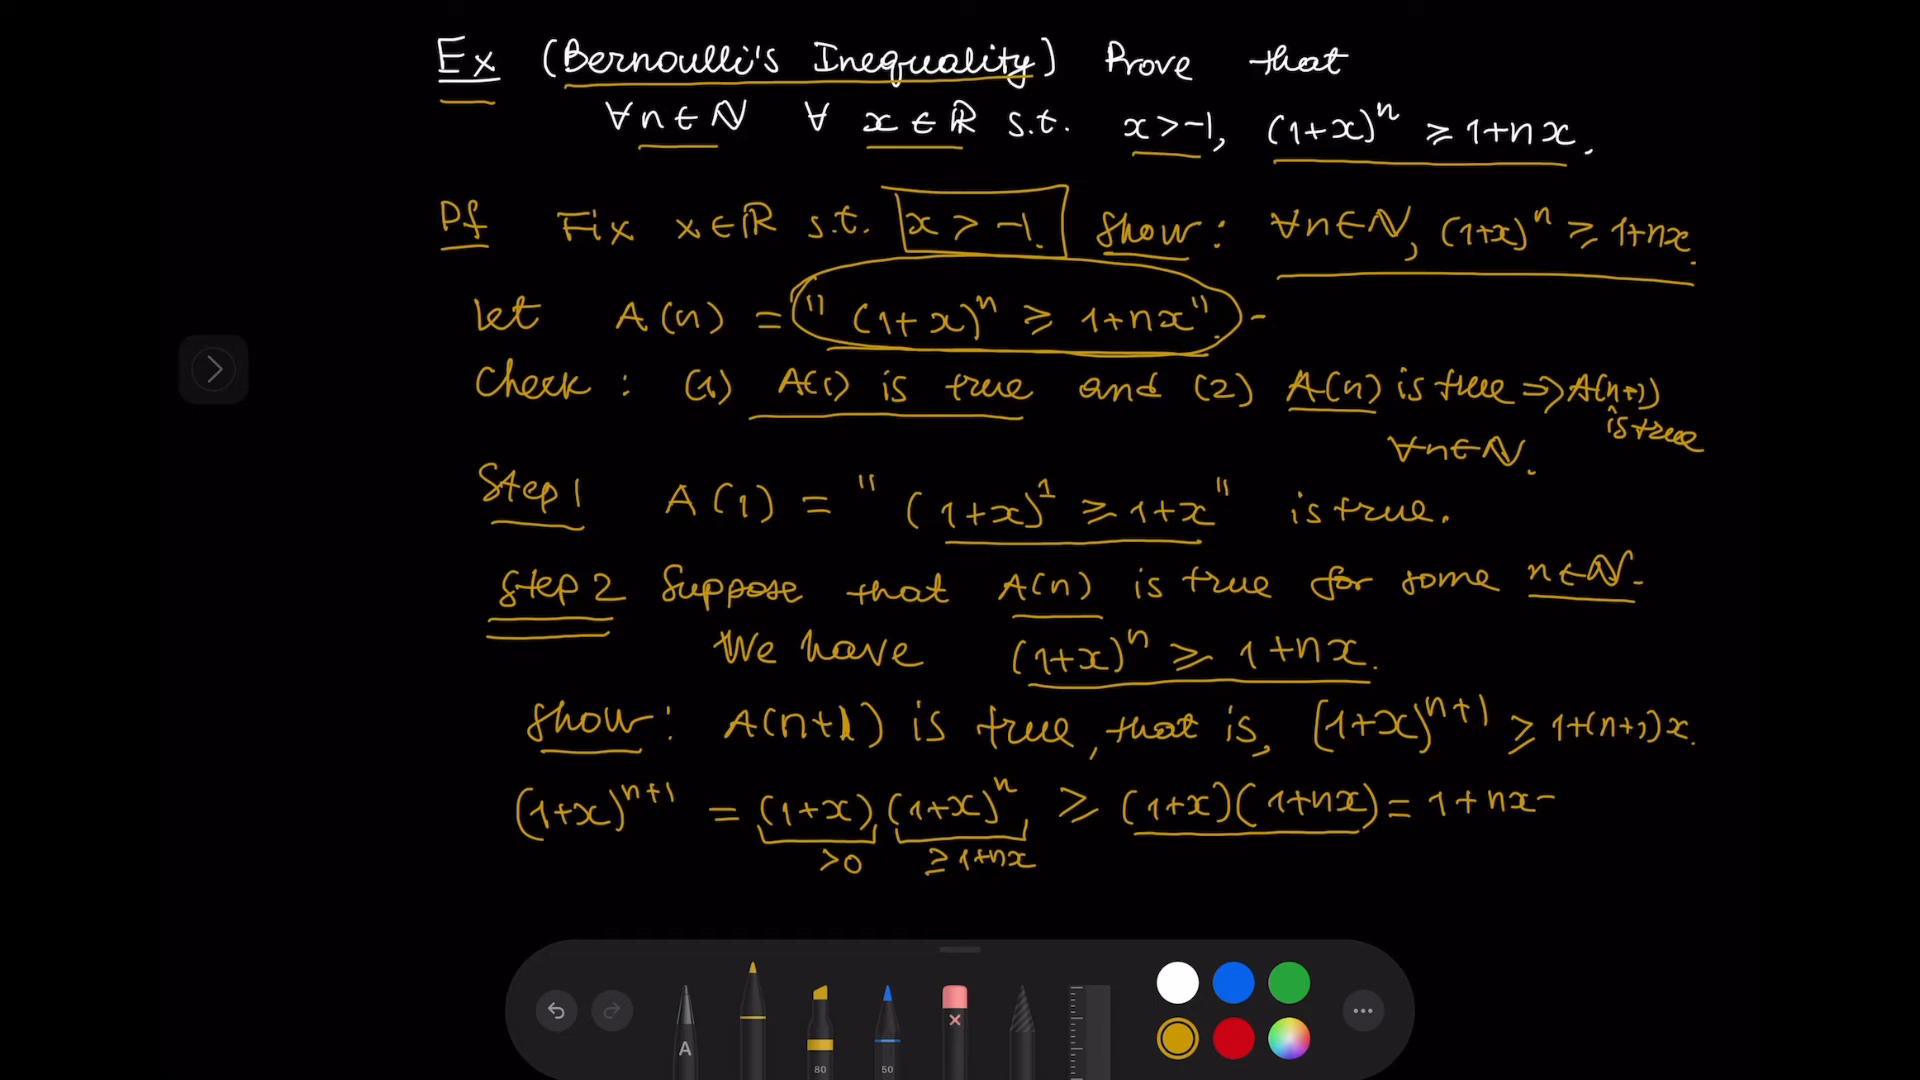 Ex (Bernoulli's Inequality) Prove that
∀n∈ℕ ∀ x∈ℝ s.t. x>-1, (1+x)ⁿ ≥ 1+nx.
Pf Fix x∈ℝ s.t. x > -1. Show: ∀n∈ℕ, (1+x)ⁿ ≥ 1+nx.
Let A(n) = "(1+x)ⁿ ≥ 1+nx". -
Check: (1) A(1) is true and (2) A(n) is true ⇒ A(n+1)
is true
∀n∈ℕ.
Step 1 A(1) = "(1+x)¹ ≥ 1+x" is true.
Step 2 Suppose that A(n) is true for some n∈ℕ.
We have (1+x)ⁿ ≥ 1+nx.
Show: A(n+1) is true, that is, (1+x)ⁿ⁺¹ ≥ 1+(n+1)x.
(1+x)ⁿ⁺¹ = (1+x)(1+x)ⁿ ≥ (1+x)(1+nx) = 1+nx-
>0 ≥1+nx
A 80 50